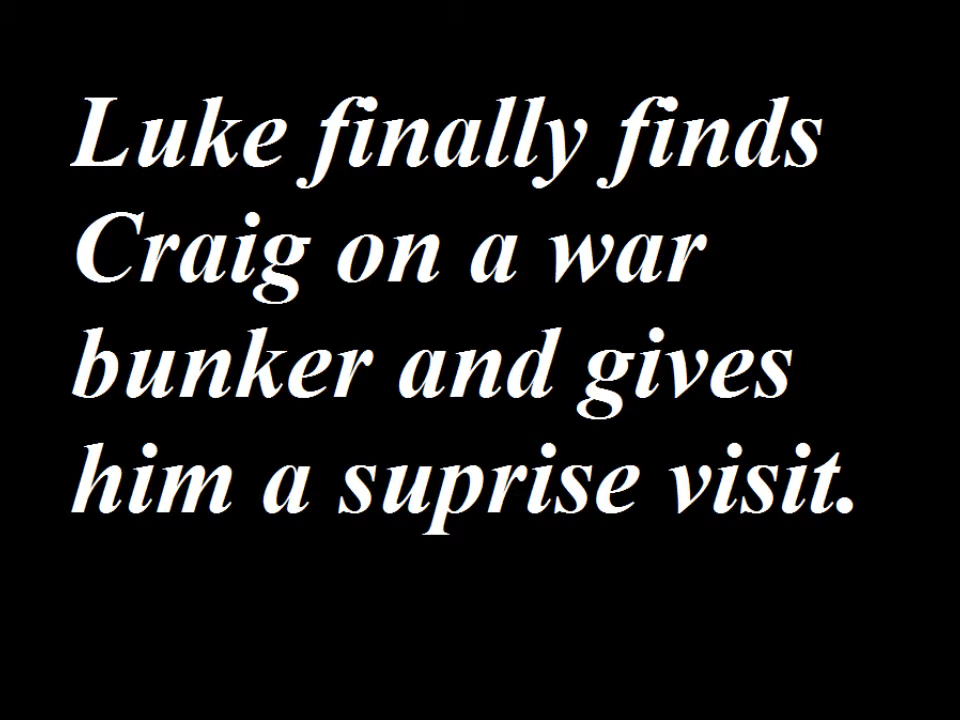 Luke finally finds
Craig on a war
bunker and gives
him a suprise visit.